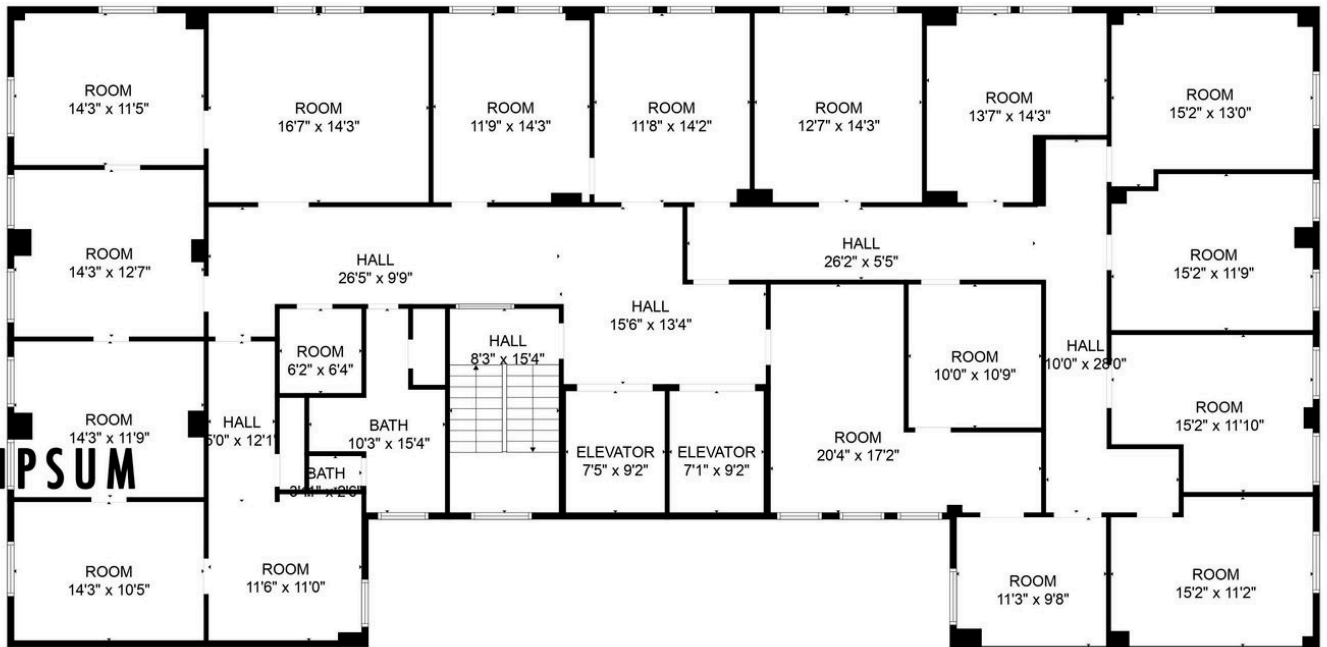 ROOM
14'3" x 11'5"
ROOM
16'7" x 14'3"
ROOM
11'9" x 14'3"
ROOM
11'8" x 14'2"
ROOM
12'7" x 14'3"
ROOM
13'7" x 14'3"
ROOM
15'2" x 13'0"
ROOM
14'3" x 12'7"
HALL
26'5" x 9'9"
HALL
26'2" x 5'5"
ROOM
15'2" x 11'9"
HALL
15'6" x 13'4"
ROOM
6'2" x 6'4"
HALL
8'3" x 15'4"
ROOM
10'0" x 10'9"
HALL
10'0" x 28'0"
ROOM
14'3" x 11'9"
HALL
5'0" x 12'1"
BATH
10'3" x 15'4"
ELEVATOR
7'5" x 9'2"
ELEVATOR
7'1" x 9'2"
ROOM
20'4" x 17'2"
ROOM
15'2" x 11'10"
PSUM
BATH
ROOM
14'3" x 10'5"
ROOM
11'6" x 11'0"
ROOM
11'3" x 9'8"
ROOM
15'2" x 11'2"